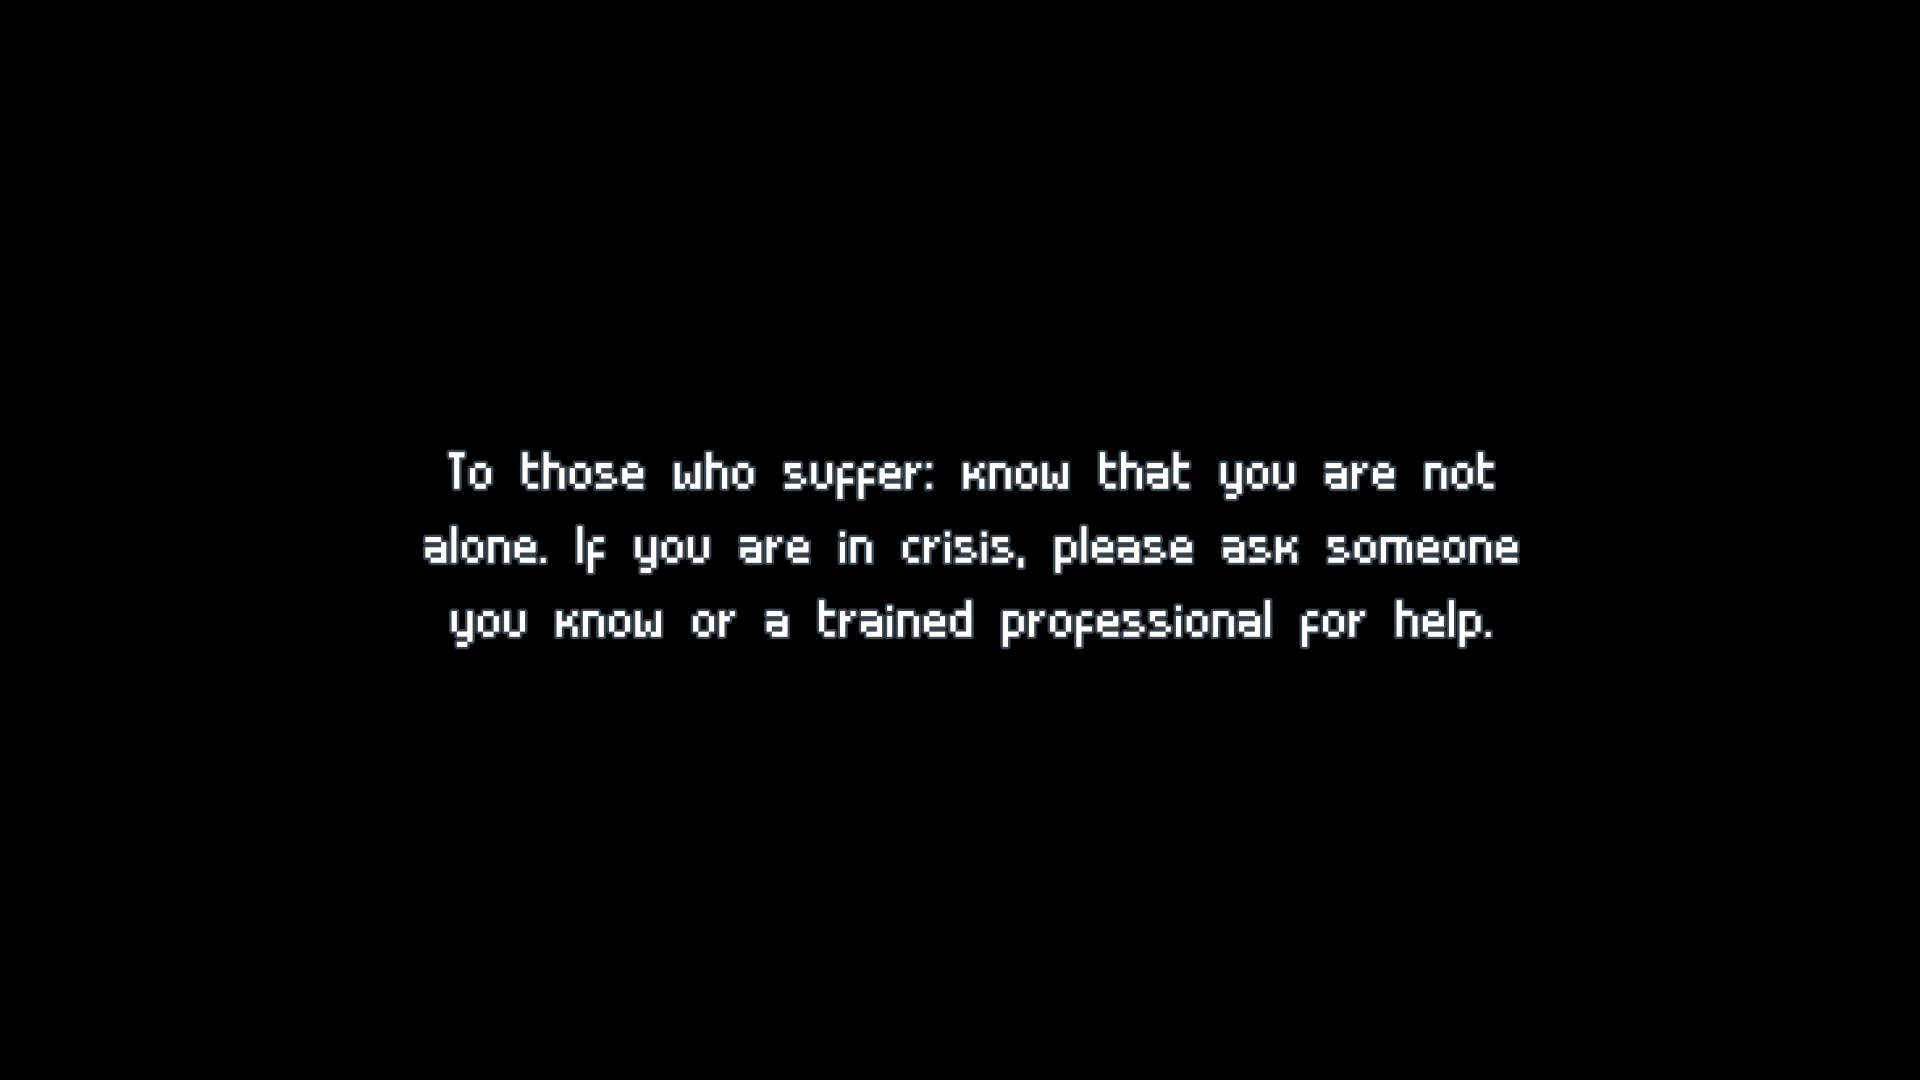 To those who suffer: know that you are not
alone. If you are in crisis, please ask someone
you know or a trained professional for help.